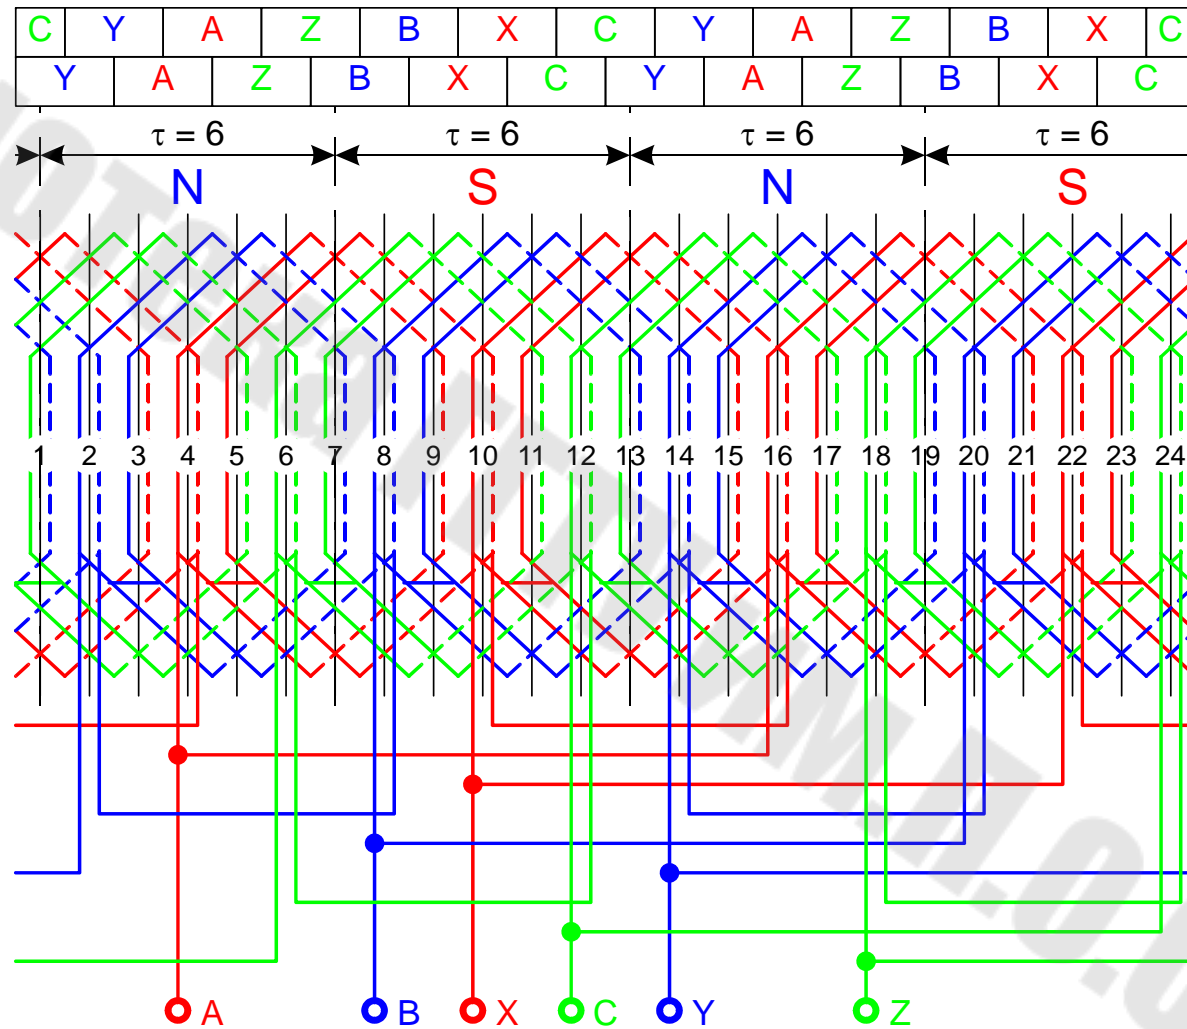 C Y A Z B X C Y A Z B X C
Y A Z B X C Y A Z B X C
τ = 6 τ = 6 τ = 6 τ = 6
N S N S
1 2 3 4 5 6 7 8 9 10 11 12 13 14 15 16 17 18 19 20 21 22 23 24
A B X C Y Z